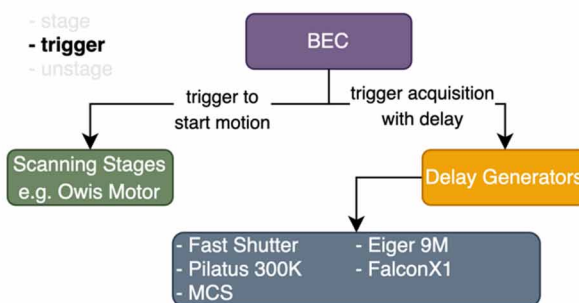 - stage
- trigger
- unstage
BEC
trigger to
start motion
trigger acquisition
with delay
Scanning Stages
e.g. Owis Motor
Delay Generators
- Fast Shutter
- Pilatus 300K
- MCS
- Eiger 9M
- FalconX1